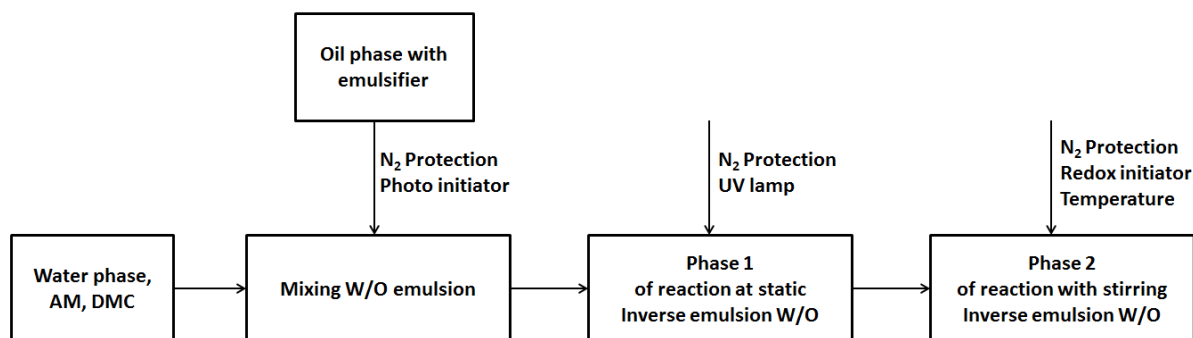 Oil phase with
emulsifier
N₂ Protection
Photo initiator
N₂ Protection
UV lamp
N₂ Protection
Redox initiator
Temperature
Water phase,
AM, DMC
Mixing W/O emulsion
Phase 1
of reaction at static
Inverse emulsion W/O
Phase 2
of reaction with stirring
Inverse emulsion W/O